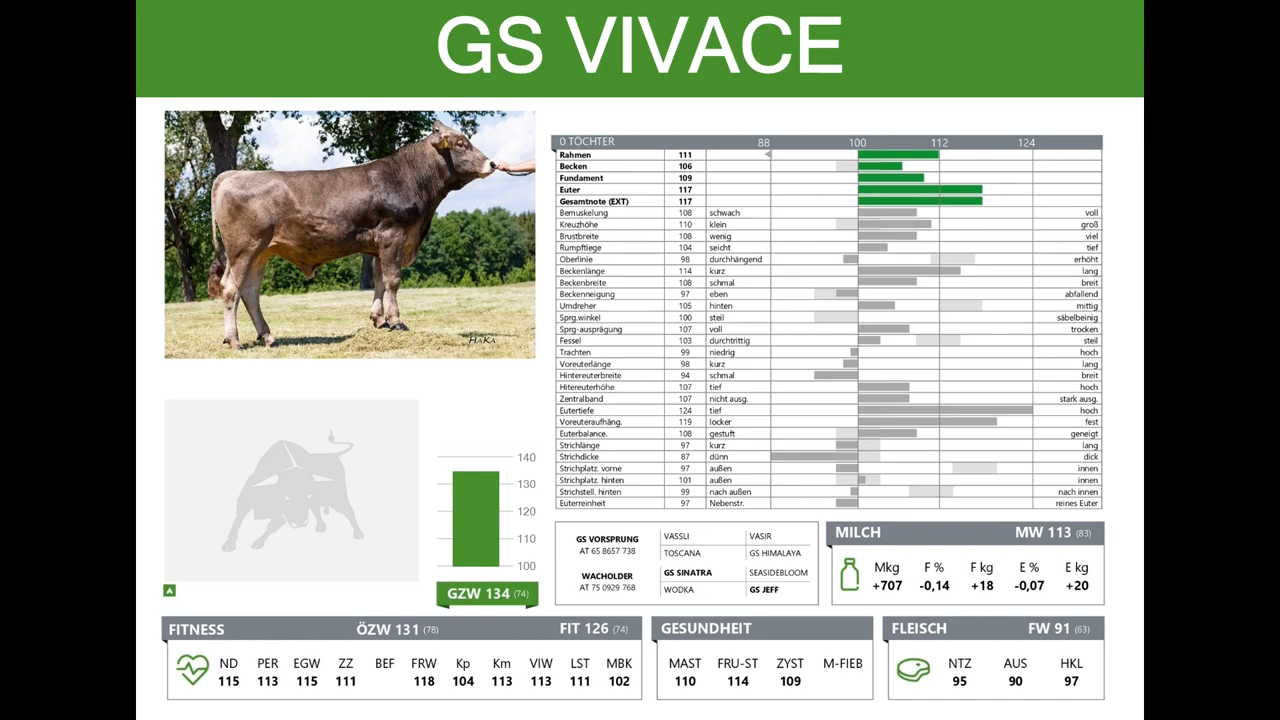 GS VIVACE
HaKa
0 TÖCHTER 88 100 112 124
Rahmen 111
Becken 106
Fundament 109
Euter 117
Gesamtnote (EXT) 117
Bemuskelung 108 schwach voll
Kreuzhöhe 110 klein groß
Brustbreite 108 wenig viel
Rumpftiege 104 seicht tief
Oberlinie 98 durchhängend erhöht
Beckenlänge 114 kurz lang
Beckenbreite 108 schmal breit
Beckenneigung 97 eben abfallend
Umdreher 105 hinten mittig
Sprg.winkel 100 steil säbelbeinig
Sprg-ausprägung 107 voll trocken
Fessel 103 durchtrittig steil
Trachten 99 niedrig hoch
Voreuterlänge 98 kurz lang
Hintereuterbreite 94 schmal breit
Hitereuterhöhe 107 tief hoch
Zentralband 107 nicht ausg. stark ausg.
Eutertiefe 124 tief hoch
Voreuteraufhäng. 119 locker fest
Euterbalance. 108 gestuft geneigt
Strichlänge 97 kurz lang
Strichdicke 87 dünn dick
Strichplatz. vorne 97 außen innen
Strichplatz. hinten 101 außen innen
Strichstell. hinten 99 nach außen nach innen
Euterreinheit 97 Nebenstr. reines Euter
140
130
120
110
100
GZW 134 (74)
GS VORSPRUNG
AT 65 8657 738
WACHOLDER
AT 75 0929 768
VASSLI VASIR
TOSCANA GS HIMALAYA
GS SINATRA SEASIDEBLOOM
WODKA GS JEFF
MILCH MW 113 (83)
Mkg F % F kg E % E kg
+707 -0,14 +18 -0,07 +20
FITNESS ÖZW 131 (78) FIT 126 (74)
ND PER EGW ZZ BEF FRW Kp Km VIW LST MBK
115 113 115 111 118 104 113 113 111 102
GESUNDHEIT
MAST FRU-ST ZYST M-FIEB
110 114 109
FLEISCH FW 91 (63)
NTZ AUS HKL
95 90 97